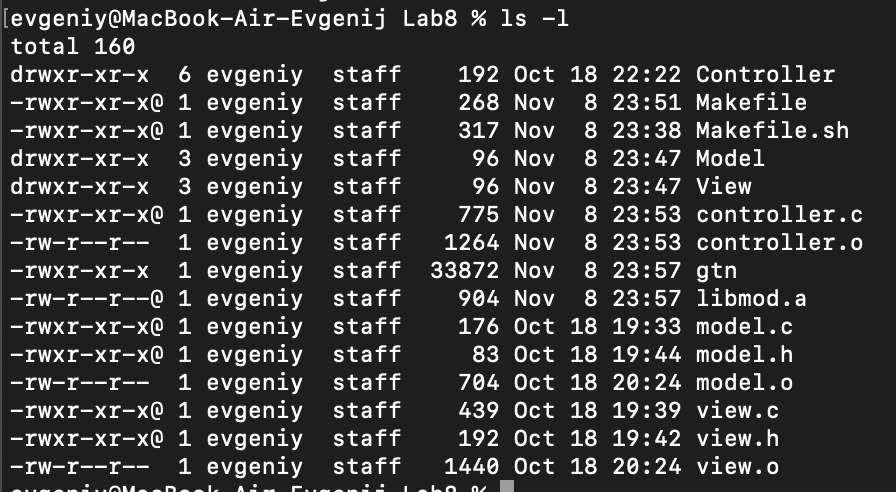 [evgeniy@MacBook-Air-Evgenij Lab8 % ls -l
total 160
drwxr-xr-x  6 evgeniy  staff    192 Oct 18 22:22 Controller
-rwxr-xr-x@ 1 evgeniy  staff    268 Nov  8 23:51 Makefile
-rwxr-xr-x@ 1 evgeniy  staff    317 Nov  8 23:38 Makefile.sh
drwxr-xr-x  3 evgeniy  staff     96 Nov  8 23:47 Model
drwxr-xr-x  3 evgeniy  staff     96 Nov  8 23:47 View
-rwxr-xr-x@ 1 evgeniy  staff    775 Nov  8 23:53 controller.c
-rw-r--r--  1 evgeniy  staff   1264 Nov  8 23:53 controller.o
-rwxr-xr-x  1 evgeniy  staff  33872 Nov  8 23:57 gtn
-rw-r--r--@ 1 evgeniy  staff    904 Nov  8 23:57 libmod.a
-rwxr-xr-x@ 1 evgeniy  staff    176 Oct 18 19:33 model.c
-rwxr-xr-x@ 1 evgeniy  staff     83 Oct 18 19:44 model.h
-rw-r--r--  1 evgeniy  staff    704 Oct 18 20:24 model.o
-rwxr-xr-x@ 1 evgeniy  staff    439 Oct 18 19:39 view.c
-rwxr-xr-x@ 1 evgeniy  staff    192 Oct 18 19:42 view.h
-rw-r--r--  1 evgeniy  staff   1440 Oct 18 20:24 view.o
evgeniy@MacBook-Air-Evgenij Lab8 %